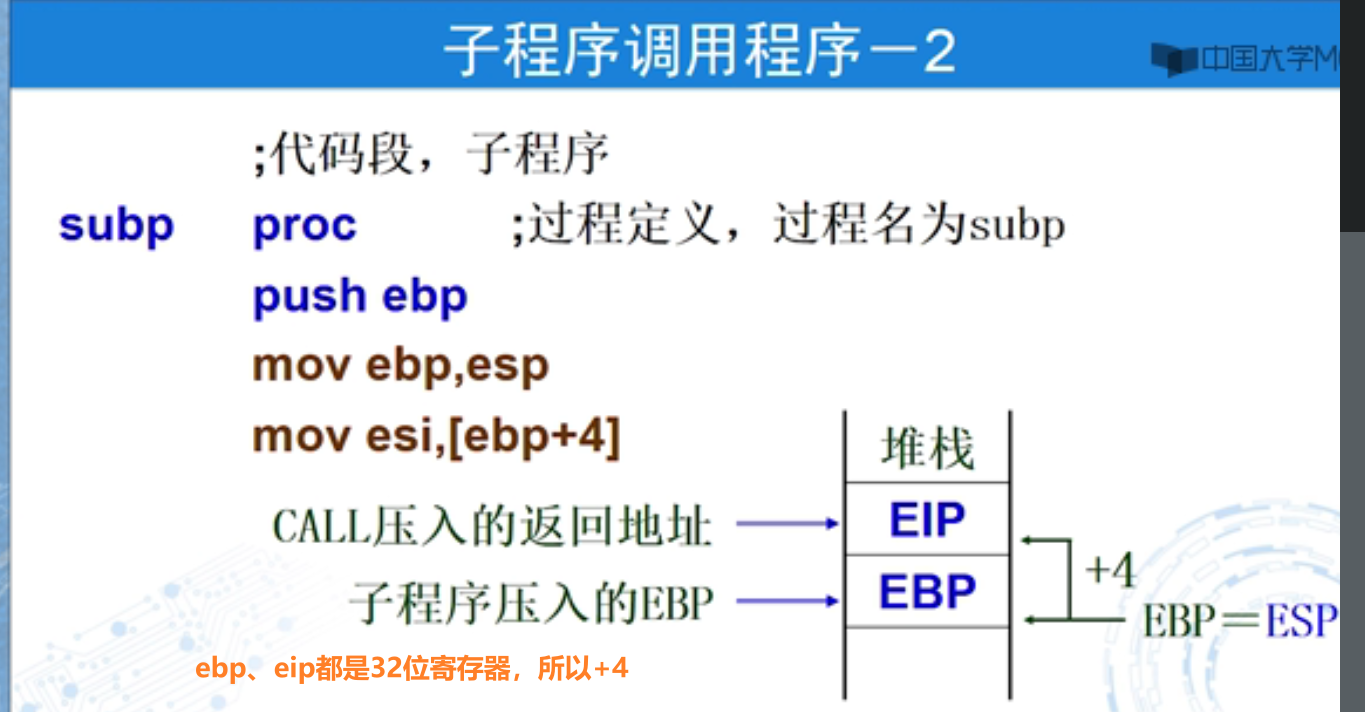 子程序调用程序－2
中国大学M
;代码段，子程序
subp proc ;过程定义，过程名为subp
push ebp
mov ebp,esp
mov esi,[ebp+4]
堆栈
CALL压入的返回地址
EIP
+4
子程序压入的EBP
EBP
EBP＝ESP
ebp、eip都是32位寄存器，所以+4